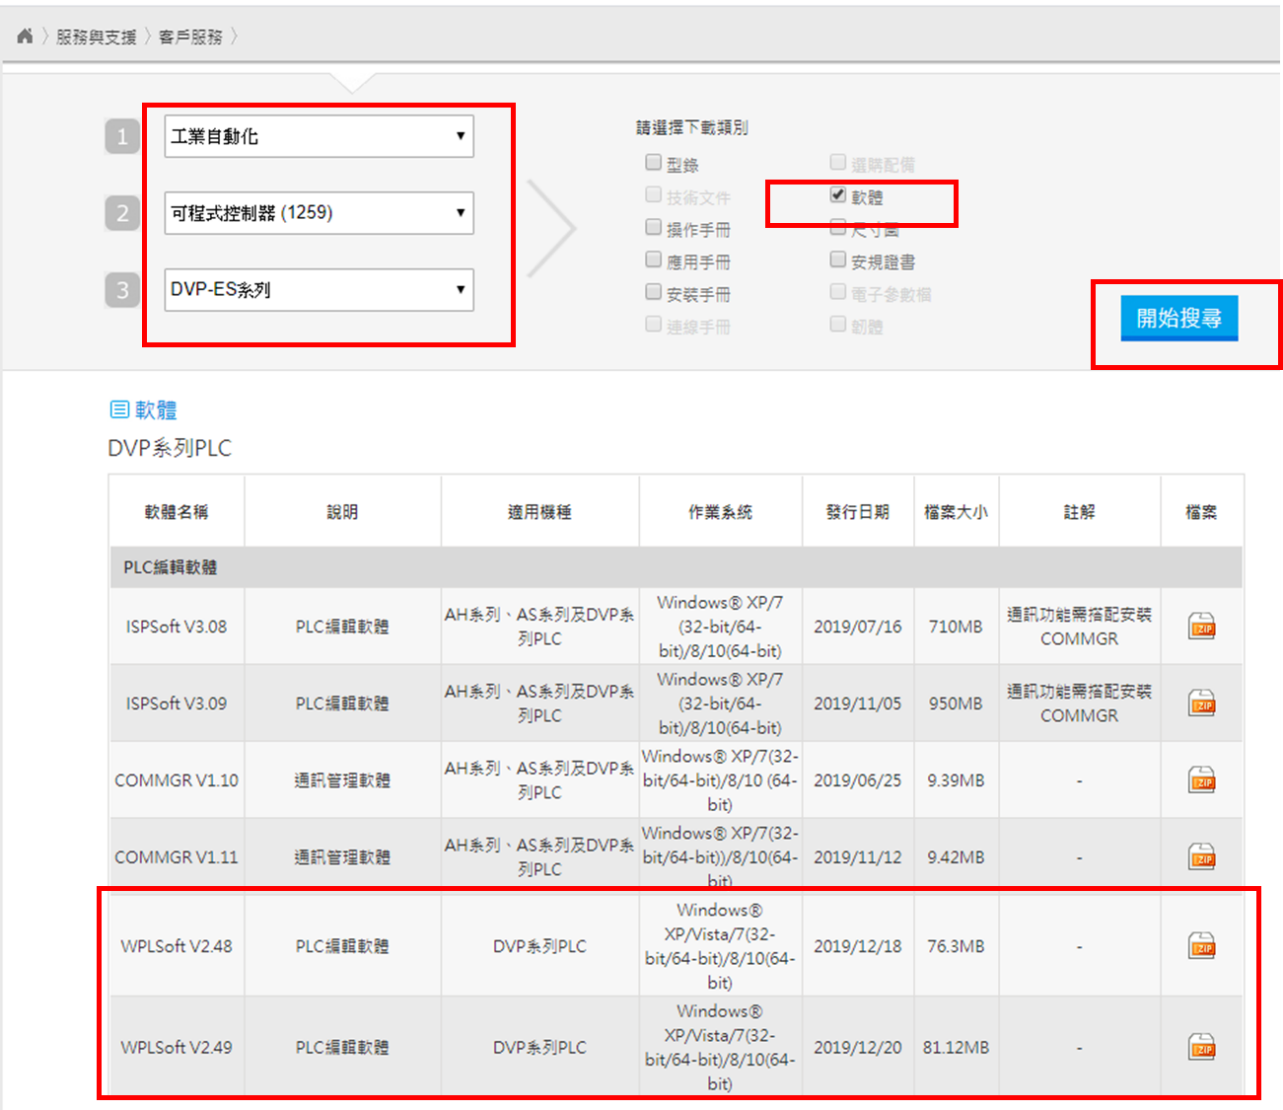 服務與支援 〉客戶服務 〉
1 工業自動化
2 可程式控制器 (1259)
3 DVP-ES系列
請選擇下載類別
型錄 選購配備
技術文件 軟體
操作手冊 尺寸圖
應用手冊 安規證書
安裝手冊 電子參數檔
連線手冊 韌體
開始搜尋
軟體
DVP系列PLC
軟體名稱 說明 適用機種 作業系統 發行日期 檔案大小 註解 檔案
PLC編輯軟體
ISPSoft V3.08 PLC編輯軟體 AH系列、AS系列及DVP系列PLC Windows® XP/7 (32-bit/64-bit)/8/10(64-bit) 2019/07/16 710MB 通訊功能需搭配安裝COMMGR ZIP
ISPSoft V3.09 PLC編輯軟體 AH系列、AS系列及DVP系列PLC Windows® XP/7 (32-bit/64-bit)/8/10(64-bit) 2019/11/05 950MB 通訊功能需搭配安裝COMMGR ZIP
COMMGR V1.10 通訊管理軟體 AH系列、AS系列及DVP系列PLC Windows® XP/7(32-bit/64-bit)/8/10 (64-bit) 2019/06/25 9.39MB - ZIP
COMMGR V1.11 通訊管理軟體 AH系列、AS系列及DVP系列PLC Windows® XP/7(32-bit/64-bit))/8/10(64-bit) 2019/11/12 9.42MB - ZIP
WPLSoft V2.48 PLC編輯軟體 DVP系列PLC Windows® XP/Vista/7(32-bit/64-bit)/8/10(64-bit) 2019/12/18 76.3MB - ZIP
WPLSoft V2.49 PLC編輯軟體 DVP系列PLC Windows® XP/Vista/7(32-bit/64-bit)/8/10(64-bit) 2019/12/20 81.12MB - ZIP